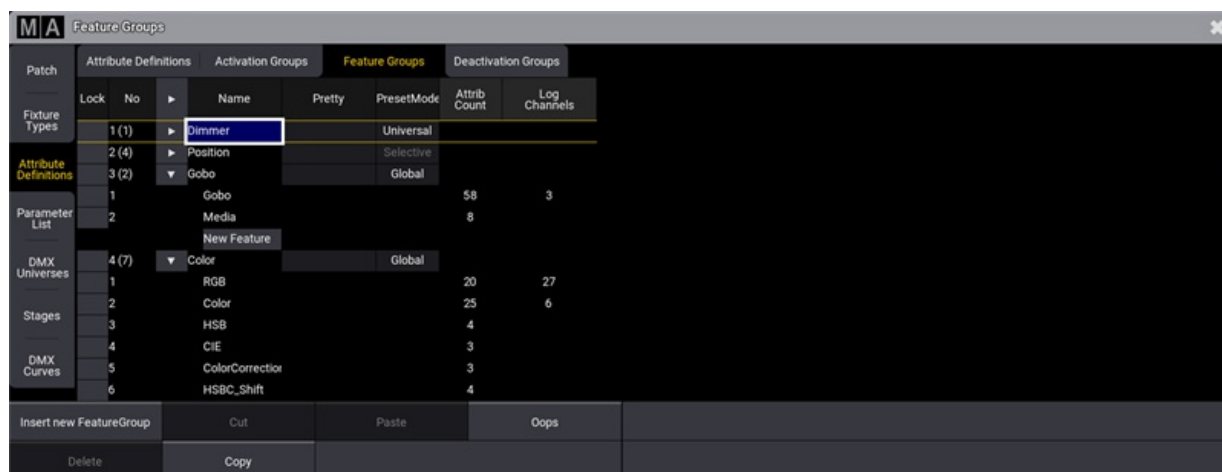 MA Feature Groups
Patch
Fixture Types
Attribute Definitions
Parameter List
DMX Universes
Stages
DMX Curves
Attribute Definitions Activation Groups Feature Groups Deactivation Groups
Lock No Name Pretty PresetMode Attrib Count Log Channels
1 (1) Dimmer Universal
2 (4) Position Selective
3 (2) Gobo Global
1 Gobo 58 3
2 Media 8
New Feature
4 (7) Color Global
1 RGB 20 27
2 Color 25 6
3 HSB 4
4 CIE 3
5 ColorCorrection 3
6 HSBC_Shift 4
Insert new FeatureGroup Cut Paste Oops
Delete Copy